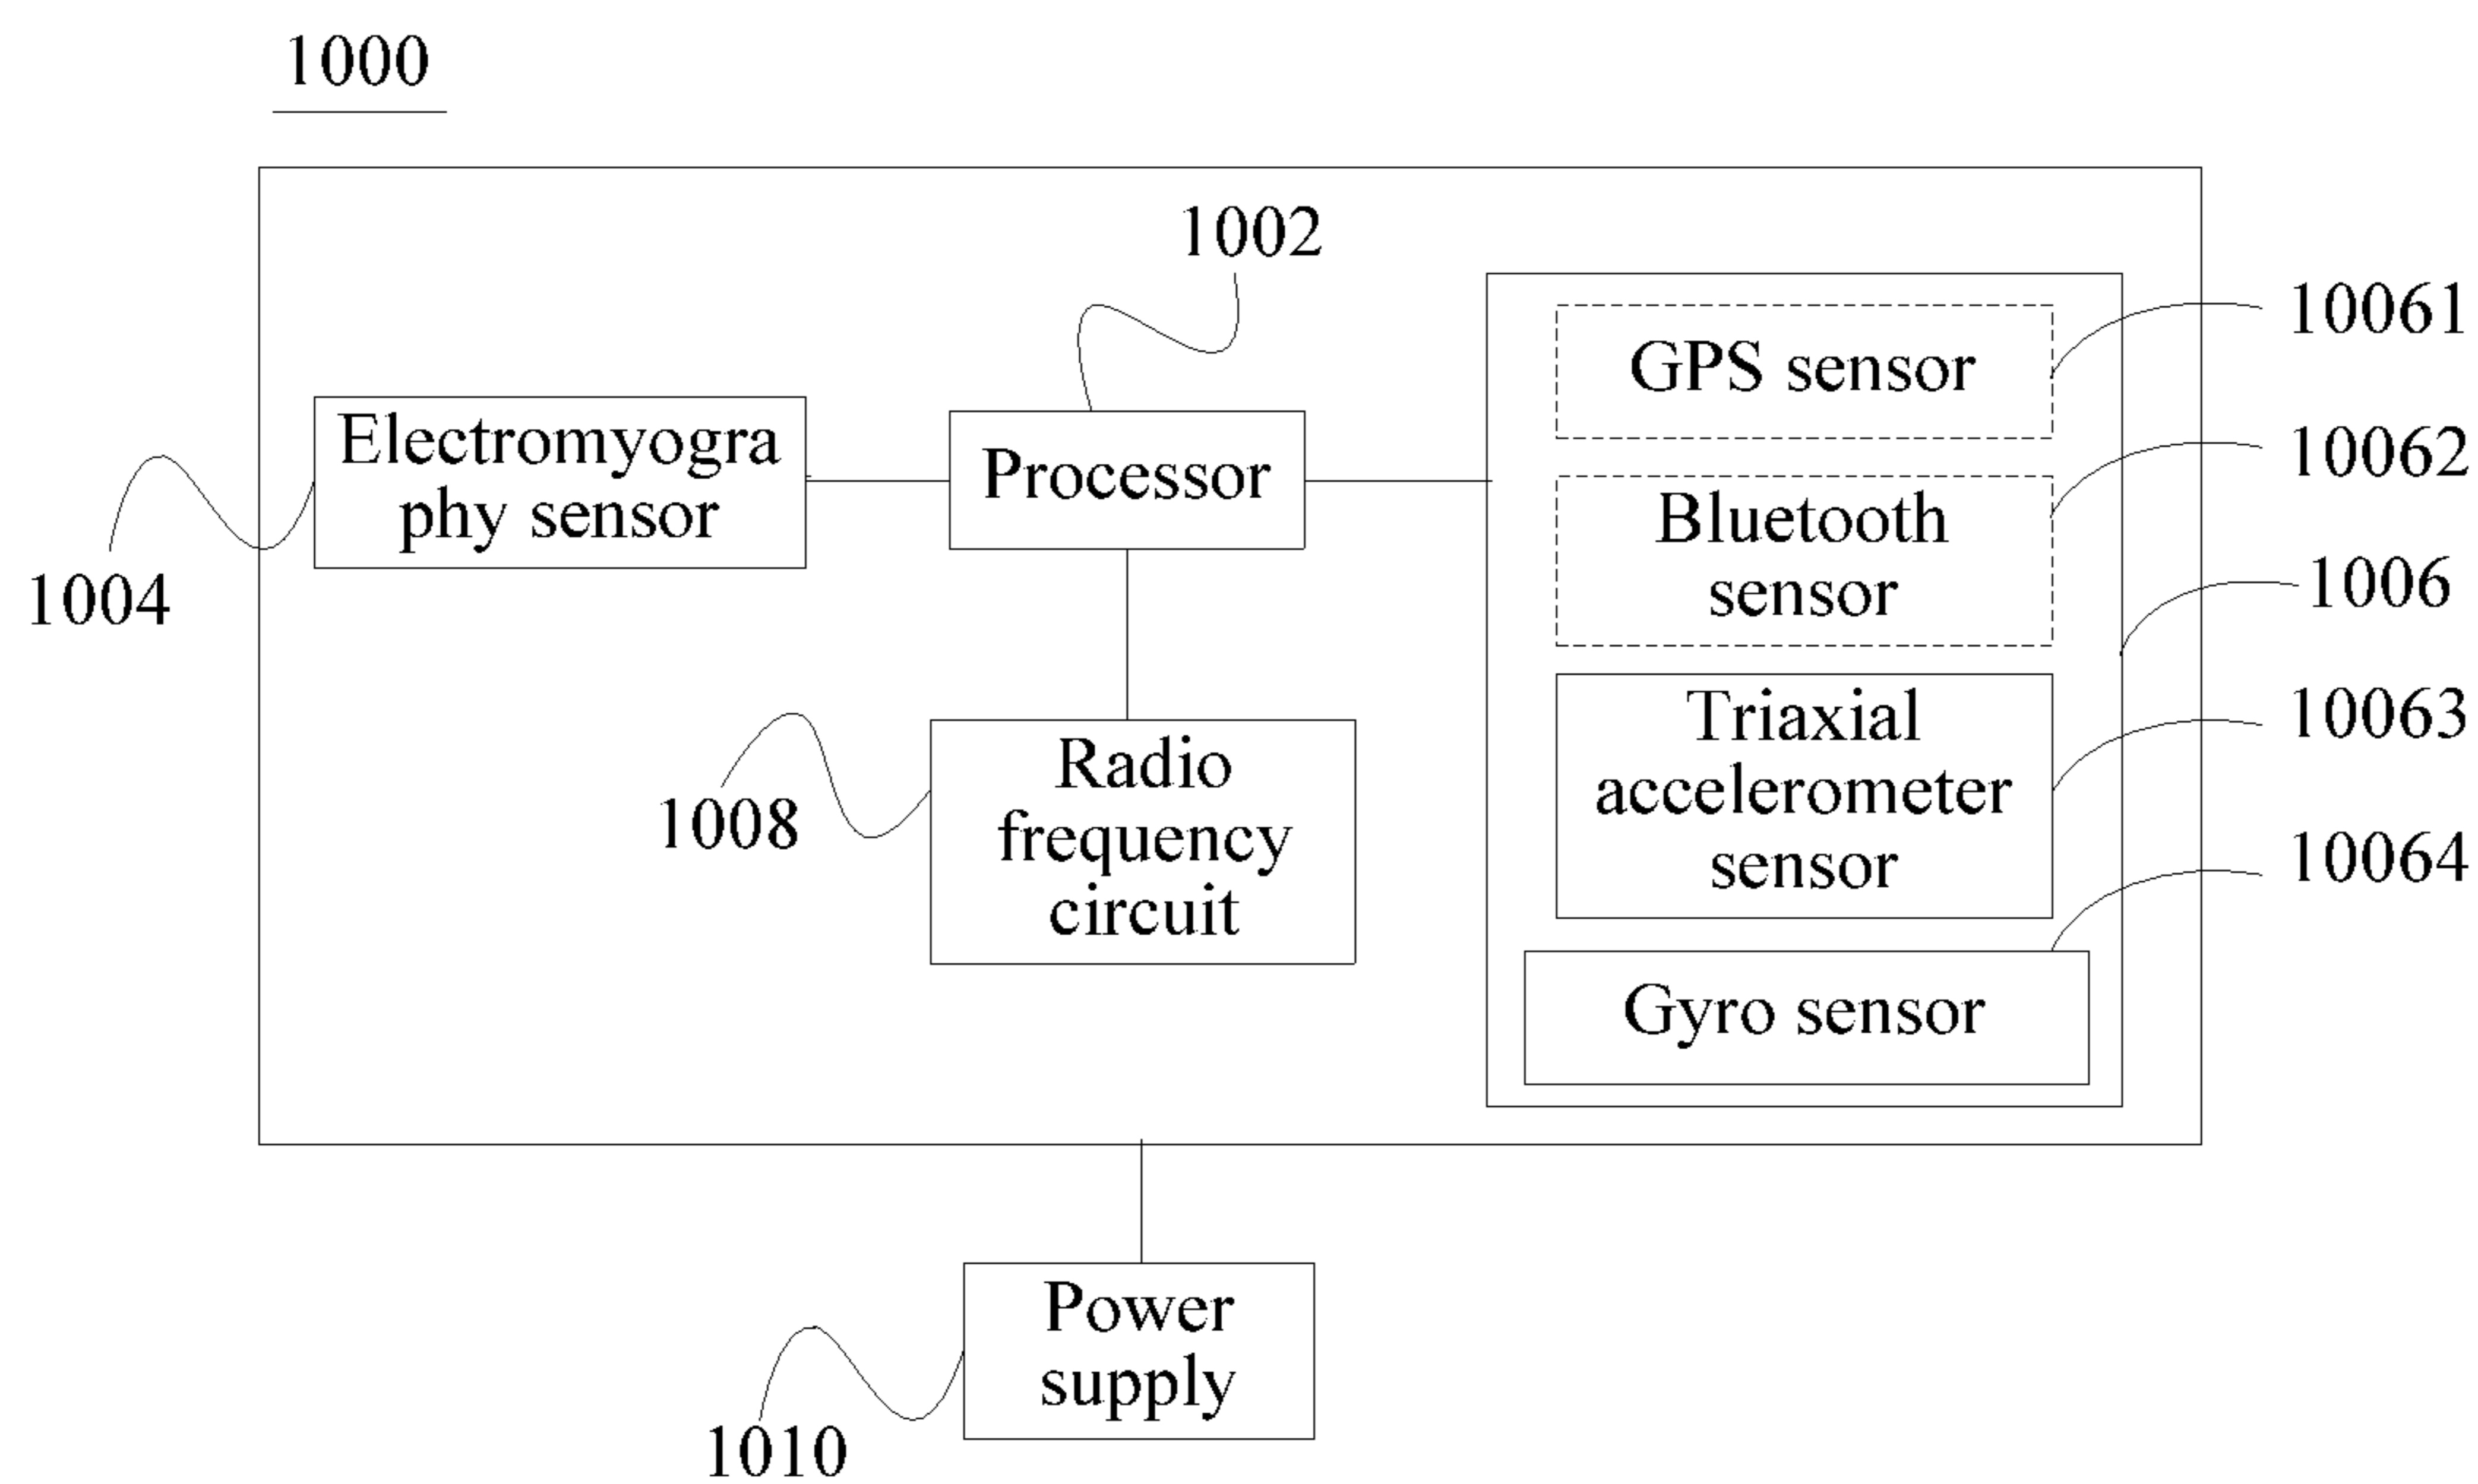 1000
1002
10061
GPS sensor
Electromyogra
phy sensor
Processor
10062
Bluetooth
sensor
1004
1006
Triaxial
accelerometer
sensor
10063
Radio
frequency
circuit
1008
10064
Gyro sensor
Power
supply
1010